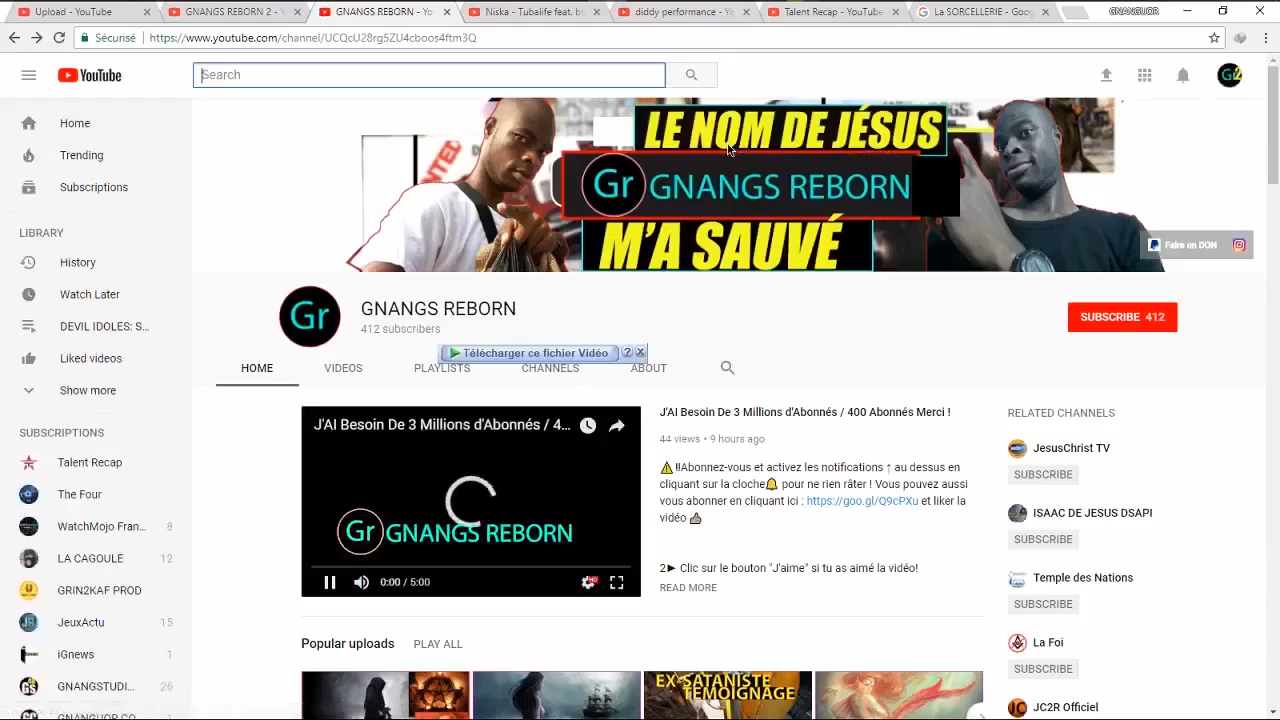 Upload - YouTube
GNANGS REBORN 2 - Y
GNANGS REBORN - Yo
Niska - Tubalife feat. b
diddy performance - Yo
Talent Recap - YouTube
La SORCELLERIE - Goog
GNANGUOR
Sécurisé
https://www.youtube.com/channel/UCQcU28rg5ZU4cboos4ftm3Q
YouTube
Search
Home
Trending
Subscriptions
LIBRARY
History
Watch Later
DEVIL IDOLES: S...
Liked videos
Show more
SUBSCRIPTIONS
Talent Recap
The Four
WatchMojo Fran... 8
LA CAGOULE 12
GRIN2KAF PROD
JeuxActu 15
iGnews 1
GNANGSTUDI... 26
GNANGUOR CO
LE NOM DE JÉSUS
Gr GNANGS REBORN
M'A SAUVÉ
Faire un DON
Gr
GNANGS REBORN
412 subscribers
SUBSCRIBE 412
Télécharger ce fichier Vidéo ?
HOME
VIDEOS
PLAYLISTS
CHANNELS
ABOUT
J'AI Besoin De 3 Millions d'Abonnés / 4...
Gr GNANGS REBORN
0:00 / 5:00
HD
J'AI Besoin De 3 Millions d'Abonnés / 400 Abonnés Merci !
44 views • 9 hours ago
⚠️!!Abonnez-vous et activez les notifications ↑ au dessus en
cliquant sur la cloche🔔 pour ne rien râter ! Vous pouvez aussi
vous abonner en cliquant ici : https://goo.gl/Q9cPXu et liker la
vidéo 👍
2► Clic sur le bouton "J'aime" si tu as aimé la vidéo!
READ MORE
Popular uploads
PLAY ALL
EX-SATANISTE
TÉMOIGNAGE
RELATED CHANNELS
JesusChrist TV
SUBSCRIBE
ISAAC DE JESUS DSAPI
SUBSCRIBE
Temple des Nations
SUBSCRIBE
La Foi
SUBSCRIBE
JC2R Officiel